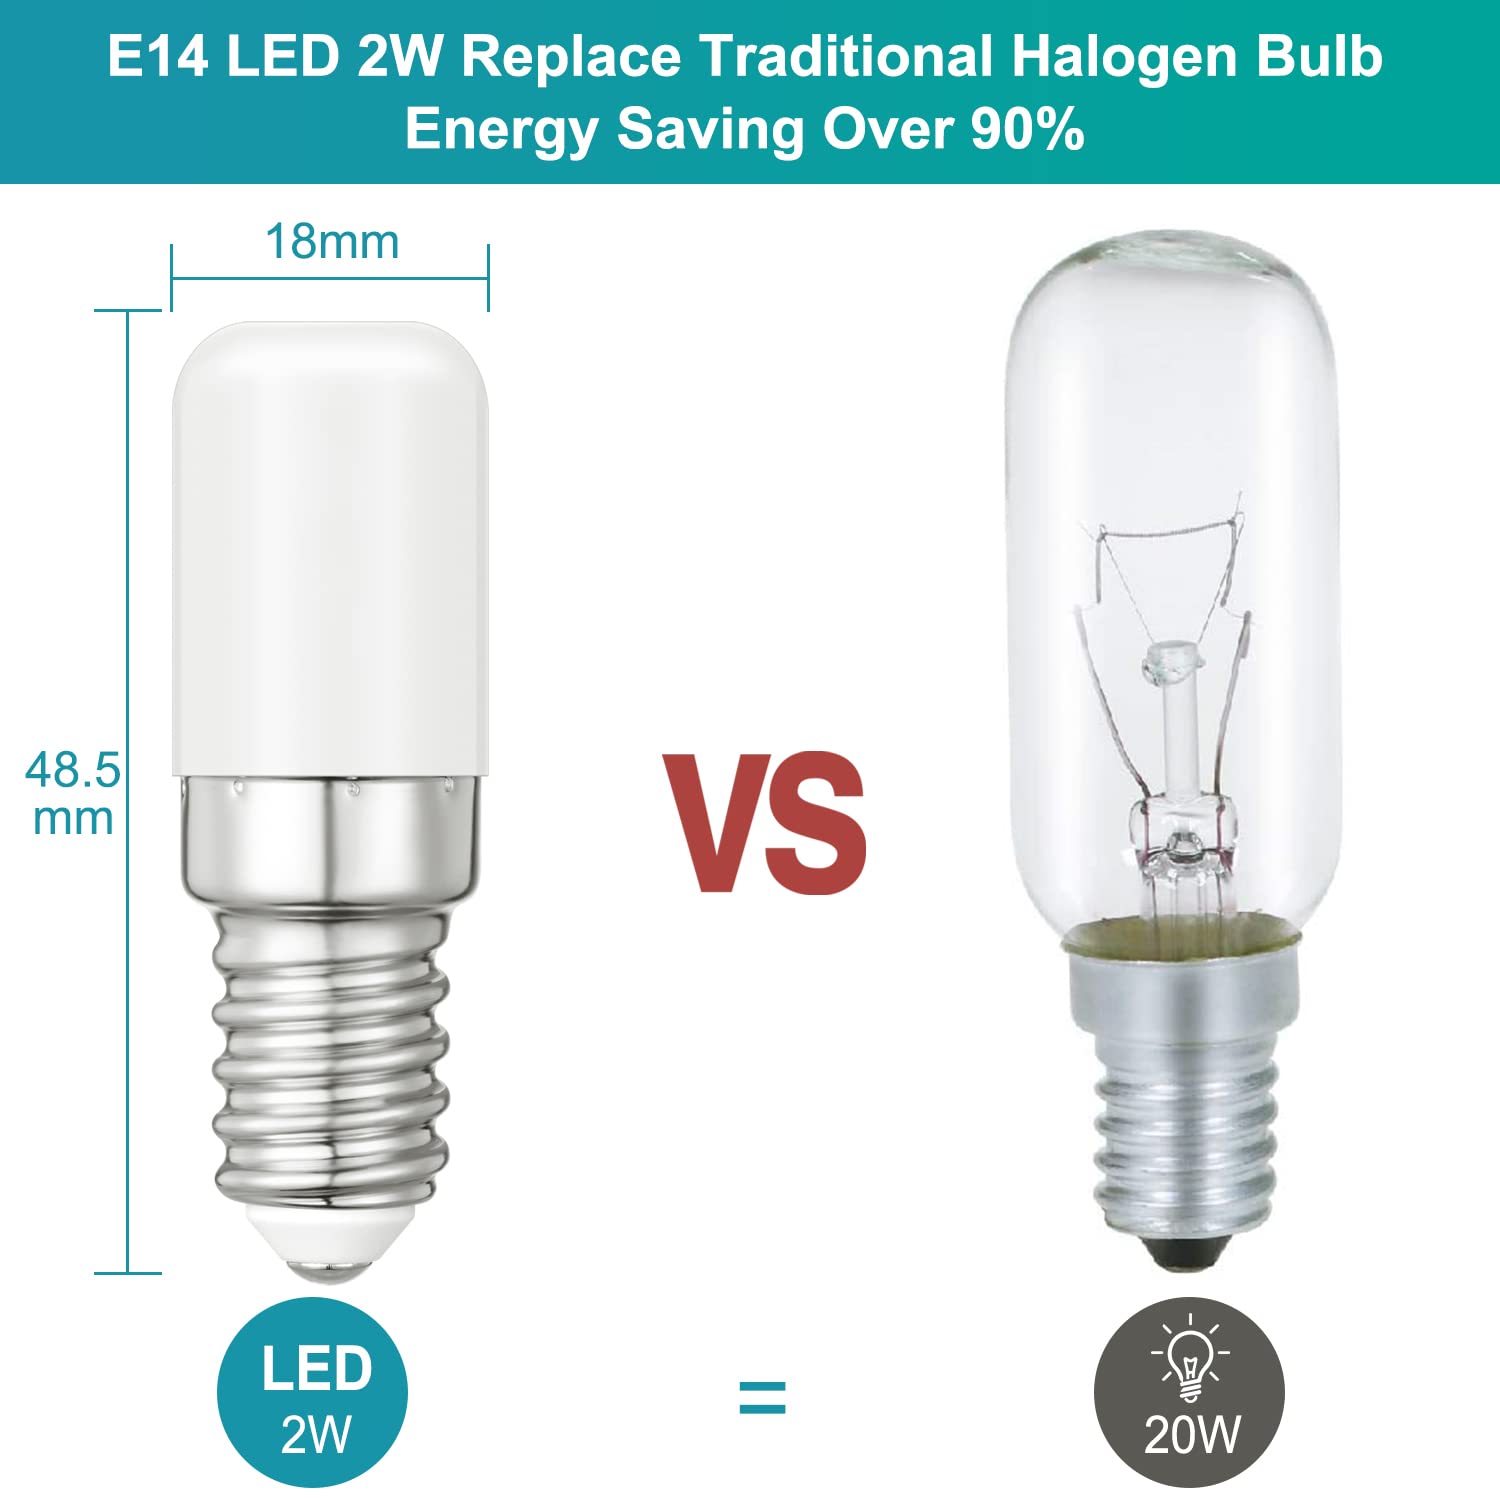 E14 LED 2W Replace Traditional Halogen Bulb
Energy Saving Over 90%
18mm
48.5
mm
VS
LED
2W
=
20W